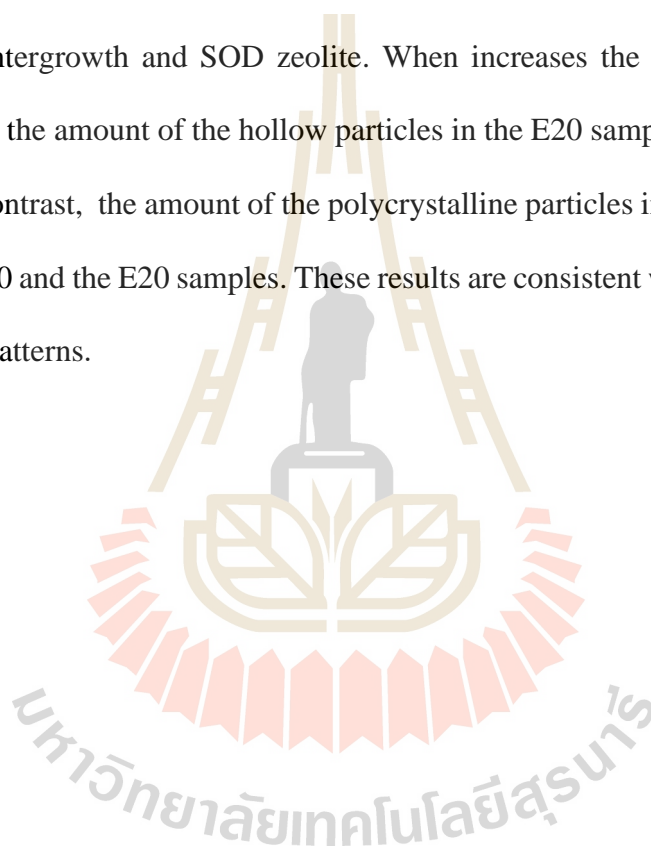 ntergrowth and SOD zeolite. When increases the
the amount of the hollow particles in the E20 samp
ontrast, the amount of the polycrystalline particles i
0 and the E20 samples. These results are consistent
atterns.
มหาวิทยาลัยเทคโนโลยีสุรนารี